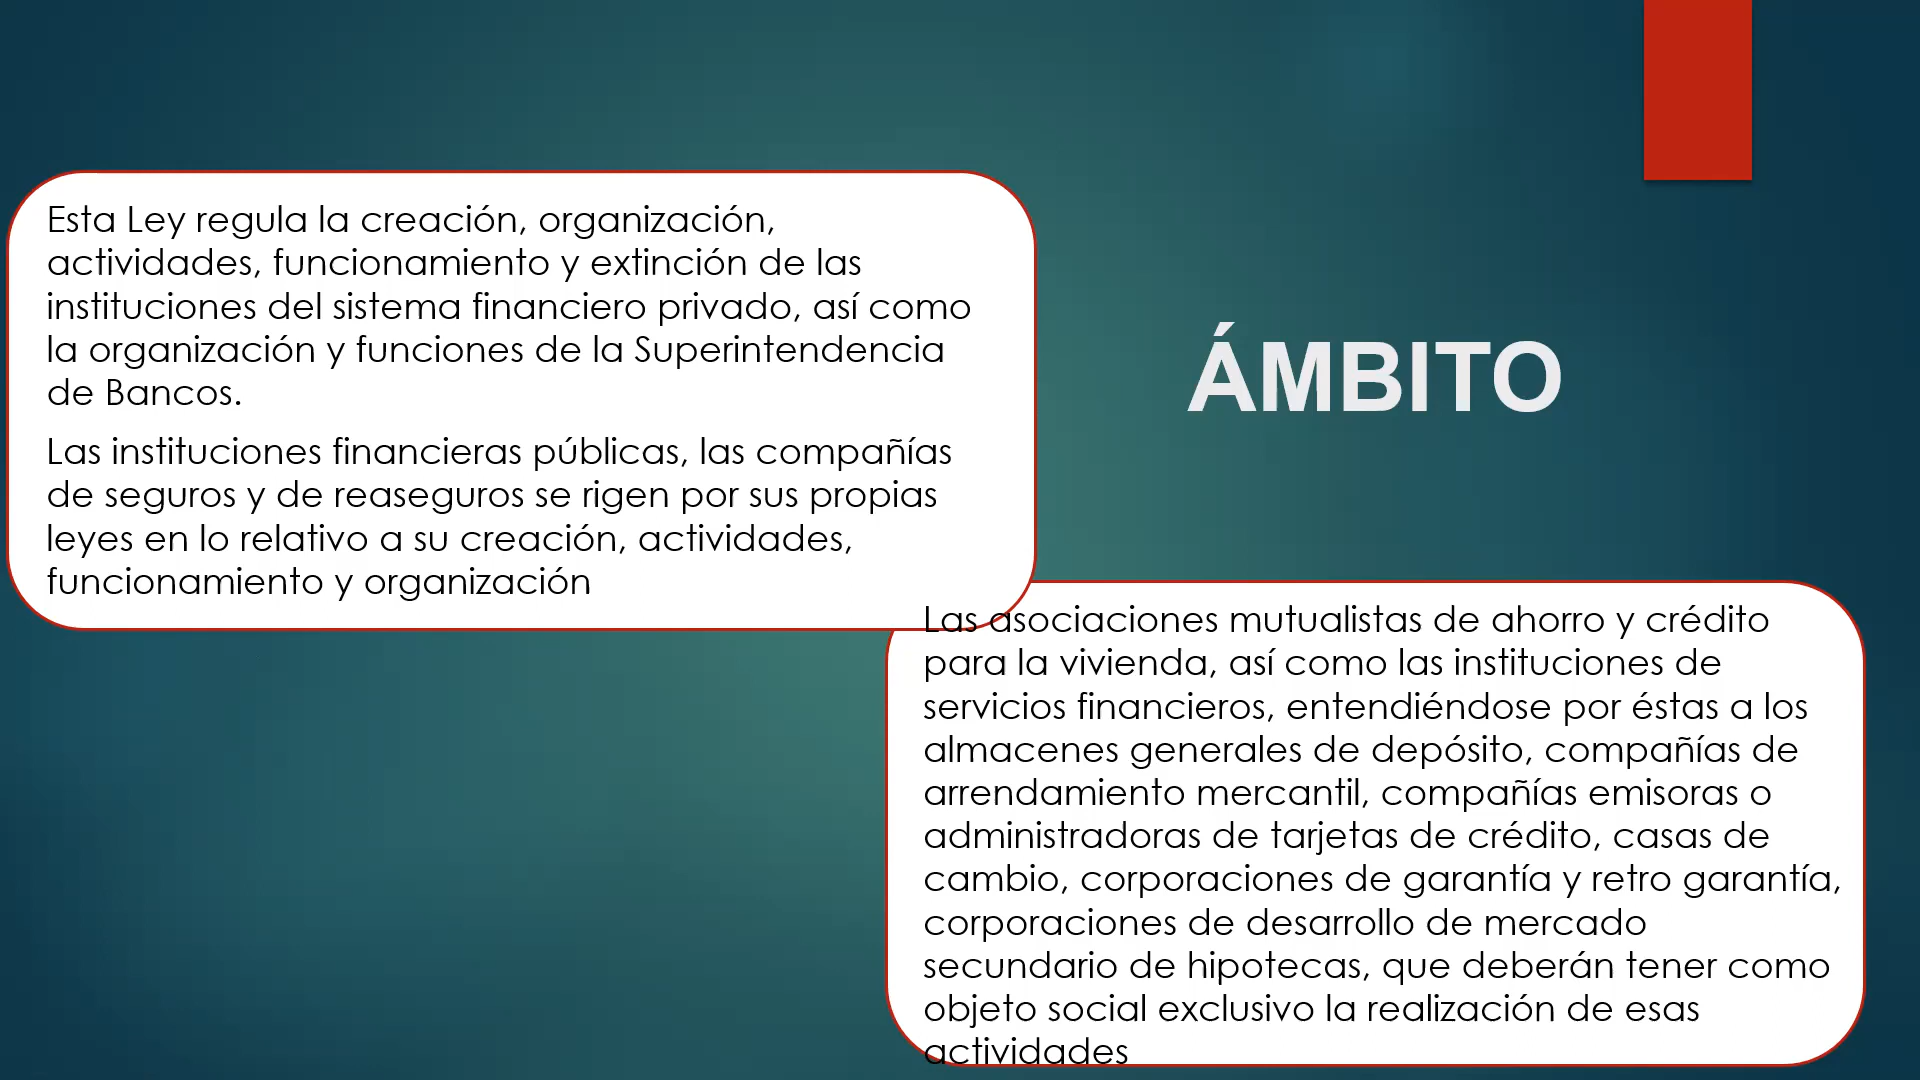 Esta Ley regula la creación, organización,
actividades, funcionamiento y extinción de las
instituciones del sistema financiero privado, así como
la organización y funciones de la Superintendencia
de Bancos.
Las instituciones financieras públicas, las compañías
de seguros y de reaseguros se rigen por sus propias
leyes en lo relativo a su creación, actividades,
funcionamiento y organización
ÁMBITO
Las asociaciones mutualistas de ahorro y crédito
para la vivienda, así como las instituciones de
servicios financieros, entendiéndose por éstas a los
almacenes generales de depósito, compañías de
arrendamiento mercantil, compañías emisoras o
administradoras de tarjetas de crédito, casas de
cambio, corporaciones de garantía y retro garantía,
corporaciones de desarrollo de mercado
secundario de hipotecas, que deberán tener como
objeto social exclusivo la realización de esas
actividades